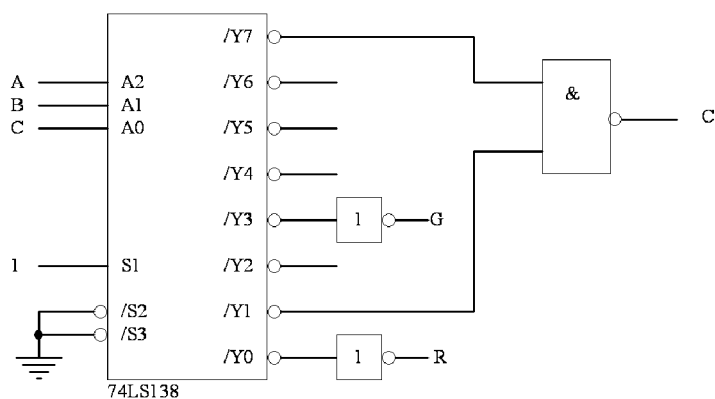 /Y7
A A2 /Y6 &
B A1
C A0 /Y5 C
/Y4
/Y3 1 G
1 S1 /Y2
/S2 /Y1
/S3
/Y0 1 R
74LS138